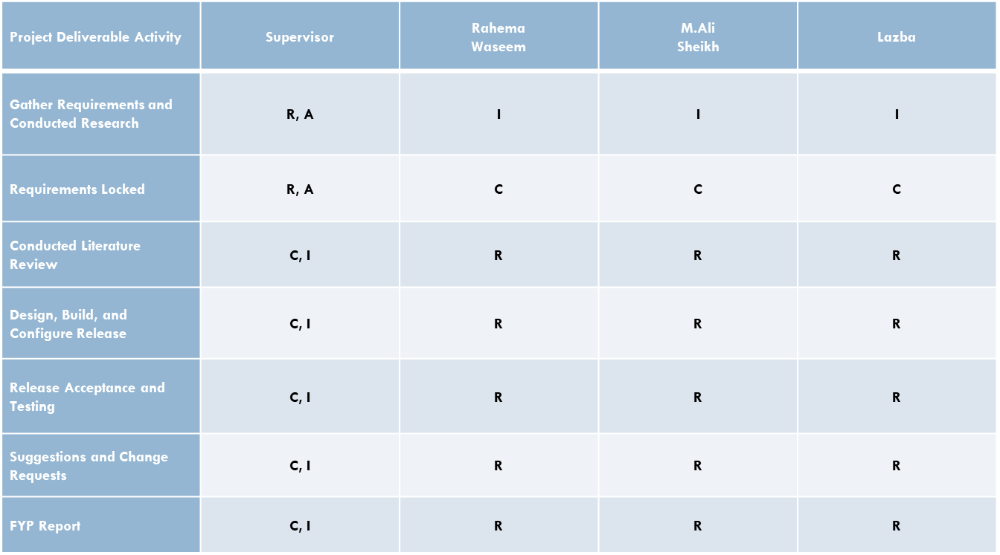 Project Deliverable Activity
Supervisor
Rahema
Waseem
M.Ali
Sheikh
Lazba
Gather Requirements and
Conducted Research
R, A
I
I
I
Requirements Locked
R, A
C
C
C
Conducted Literature
Review
C, I
R
R
R
Design, Build, and
Configure Release
C, I
R
R
R
Release Acceptance and
Testing
C, I
R
R
R
Suggestions and Change
Requests
C, I
R
R
R
FYP Report
C, I
R
R
R